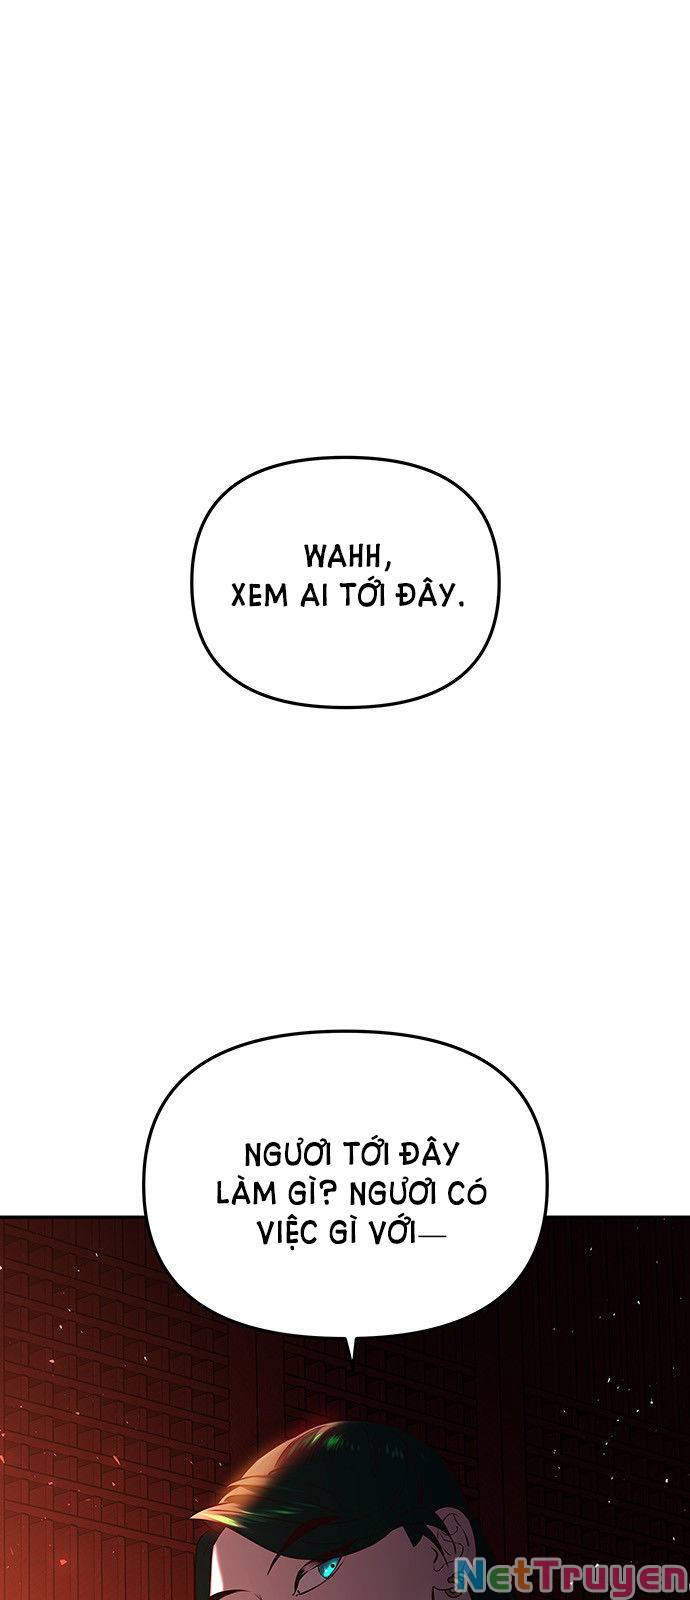 WAHH,
XEM AI TỚI ĐÂY.
NGƯƠI TỚI ĐÂY
LÀM GÌ? NGƯƠI CÓ
VIỆC GÌ VỚI—
NetTruyen